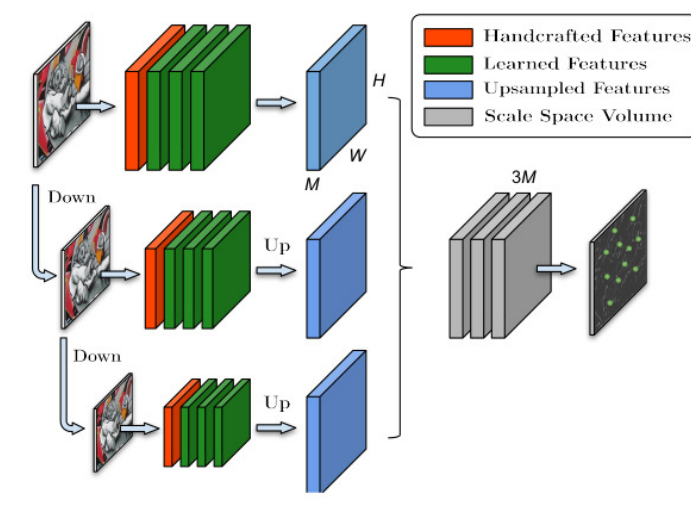 Handcrafted Features
Learned Features
Upsampled Features
Scale Space Volume
H
W
M
Down
Up
3M
Down
Up